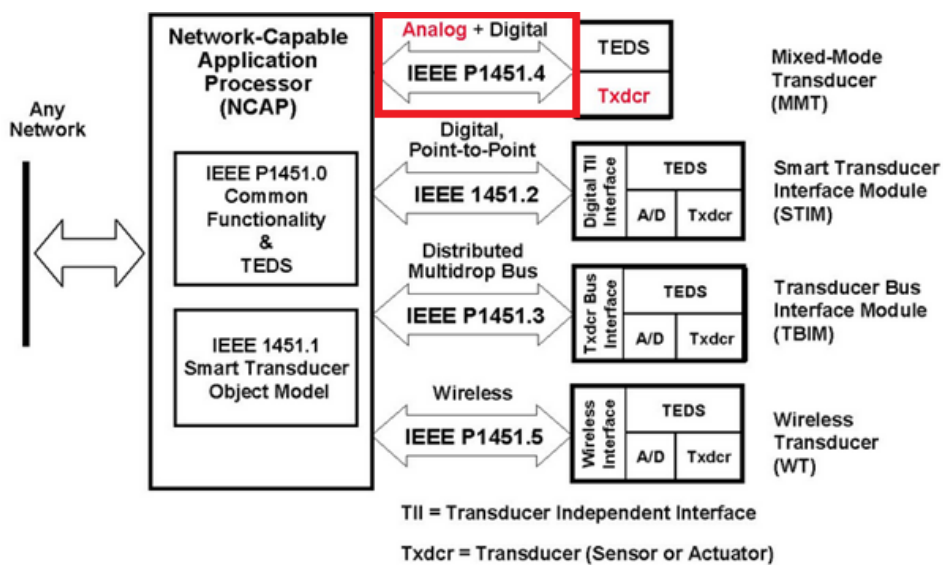 Any
Network
Network-Capable
Application
Processor
(NCAP)
IEEE P1451.0
Common
Functionality
&
TEDS
IEEE 1451.1
Smart Transducer
Object Model
Analog + Digital
IEEE P1451.4
TEDS
Txdcr
Mixed-Mode
Transducer
(MMT)
Digital,
Point-to-Point
IEEE 1451.2
Digital TII
Interface
TEDS
A/D
Txdcr
Smart Transducer
Interface Module
(STIM)
Distributed
Multidrop Bus
IEEE P1451.3
Txdcr Bus
Interface
TEDS
A/D
Txdcr
Transducer Bus
Interface Module
(TBIM)
Wireless
IEEE P1451.5
Wireless
Interface
TEDS
A/D
Txdcr
Wireless
Transducer
(WT)
TII = Transducer Independent Interface
Txdcr = Transducer (Sensor or Actuator)